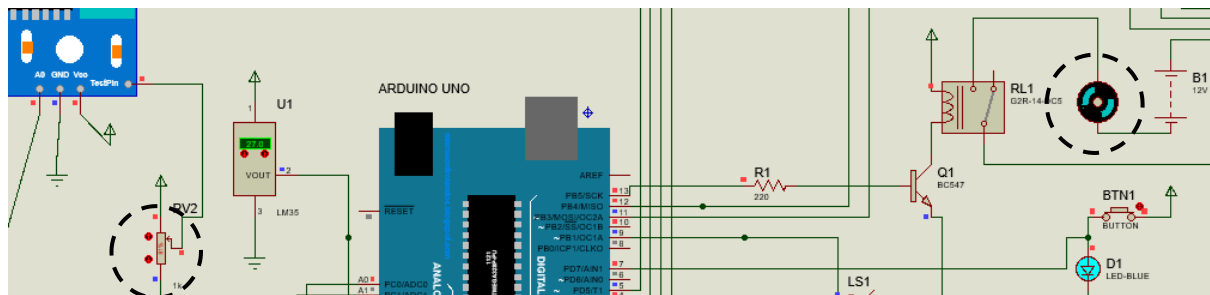 A0 GND Vcc TestPin
U1
27.0
1
VOUT
2
3
LM35
RV2
1k
ARDUINO UNO
RESET
A0
A1
PC0/ADC0
ANALO
1121
DIGITAL
~
AREF
PB5/SCK
PB4/MISO
PB3/MOSI/OC2A
PB2/SS/OC1B
PB1/OC1A
PB0/ICP1/CLKO
PD7/AIN1
PD6/AIN0
PD5/T1
13
12
11
10
9
8
7
6
5
R1
220
Q1
BC547
RL1
G2R-14-DC5
B1
12V
BTN1
BUTTON
D1
LED-BLUE
LS1